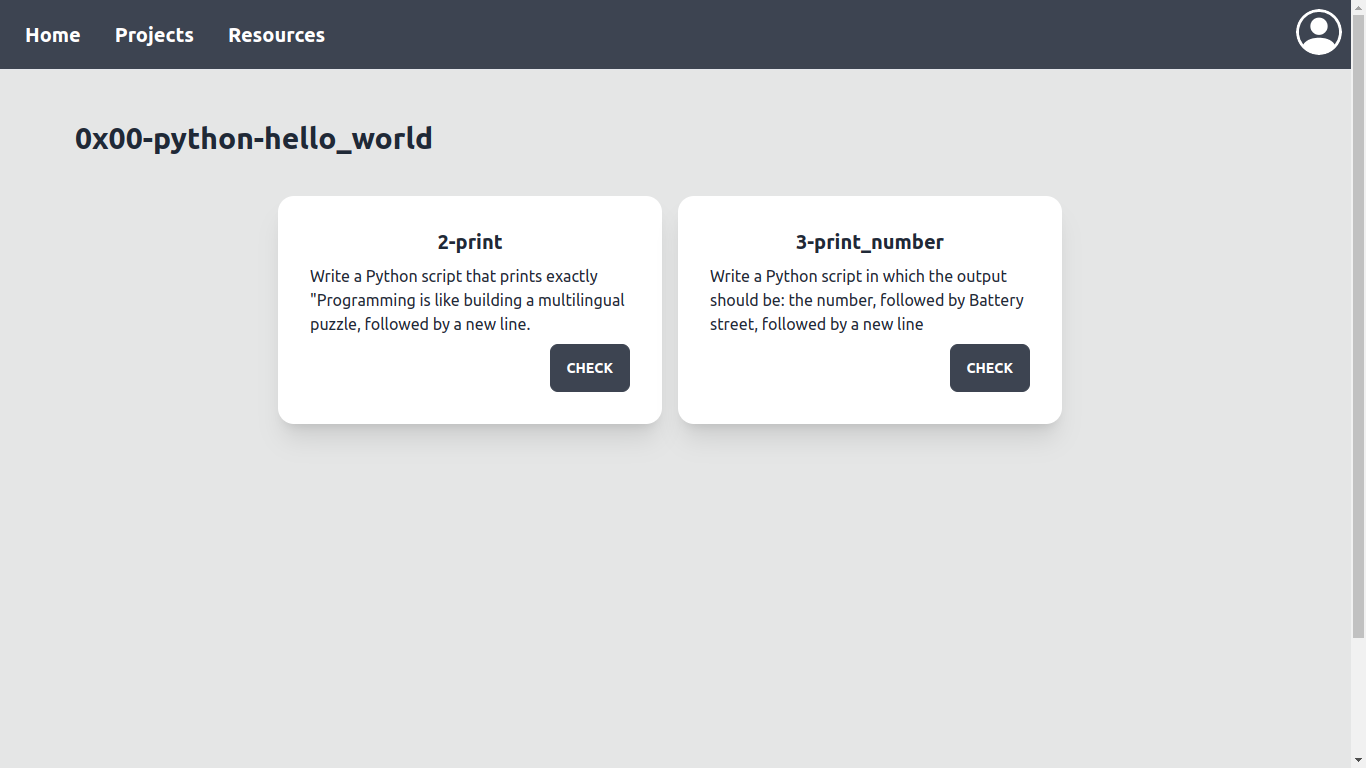 Home Projects Resources
0x00-python-hello_world
2-print
Write a Python script that prints exactly
"Programming is like building a multilingual
puzzle, followed by a new line.
CHECK
3-print_number
Write a Python script in which the output
should be: the number, followed by Battery
street, followed by a new line
CHECK